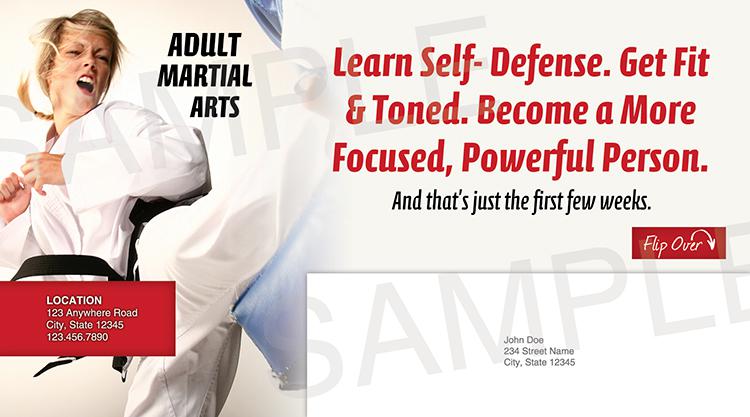 ADULT
MARTIAL
ARTS
Learn Self- Defense. Get Fit
& Toned. Become a More
Focused, Powerful Person.
And that's just the first few weeks.
Flip Over
LOCATION
123 Anywhere Road
City, State 12345
123.456.7890
John Doe
234 Street Name
City, State 12345
SAMPLE
SAMPLE